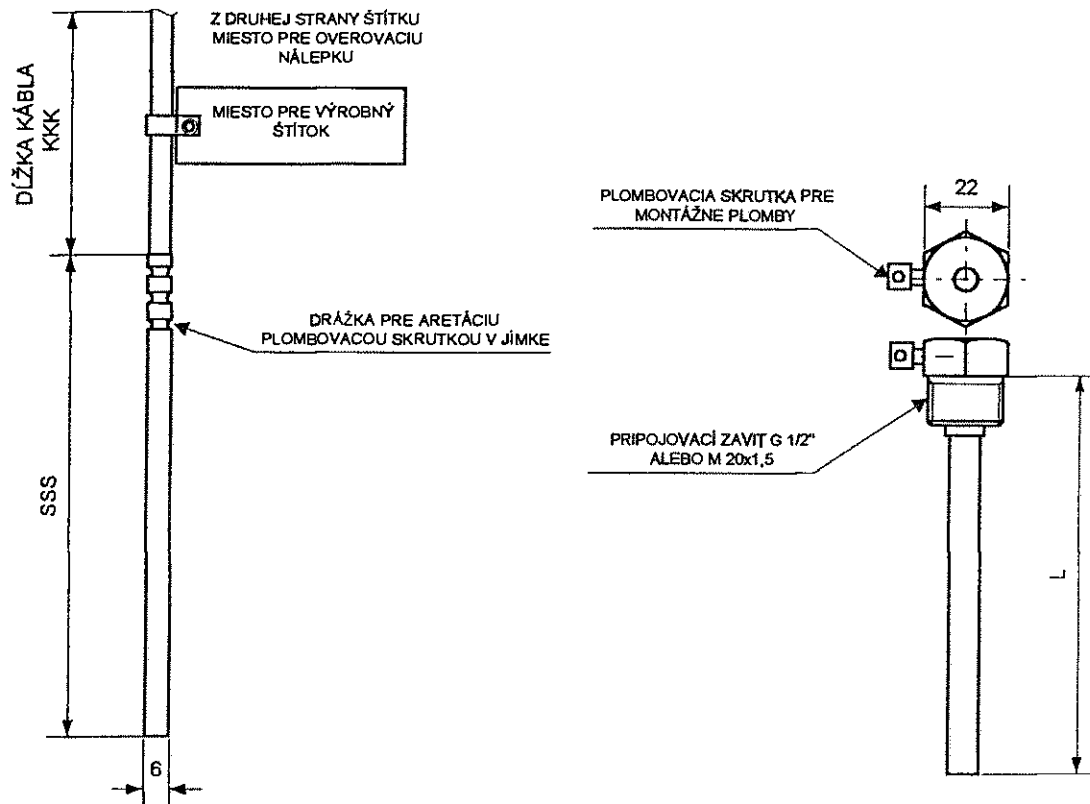 Z DRUHEJ STRANY ŠTÍTKU
MIESTO PRE OVEROVACIU
NÁLEPKU
MIESTO PRE VÝROBNÝ
ŠTÍTOK
DĹŽKA KÁBLA
KKK
DRÁŽKA PRE ARETÁCIU
PLOMBOVACOU SKRUTKOU V JÍMKE
SSS
6
PLOMBOVACIA SKRUTKA PRE
MONTÁŽNE PLOMBY
22
PRIPOJOVACÍ ZAVIT G 1/2"
ALEBO M 20x1,5
L